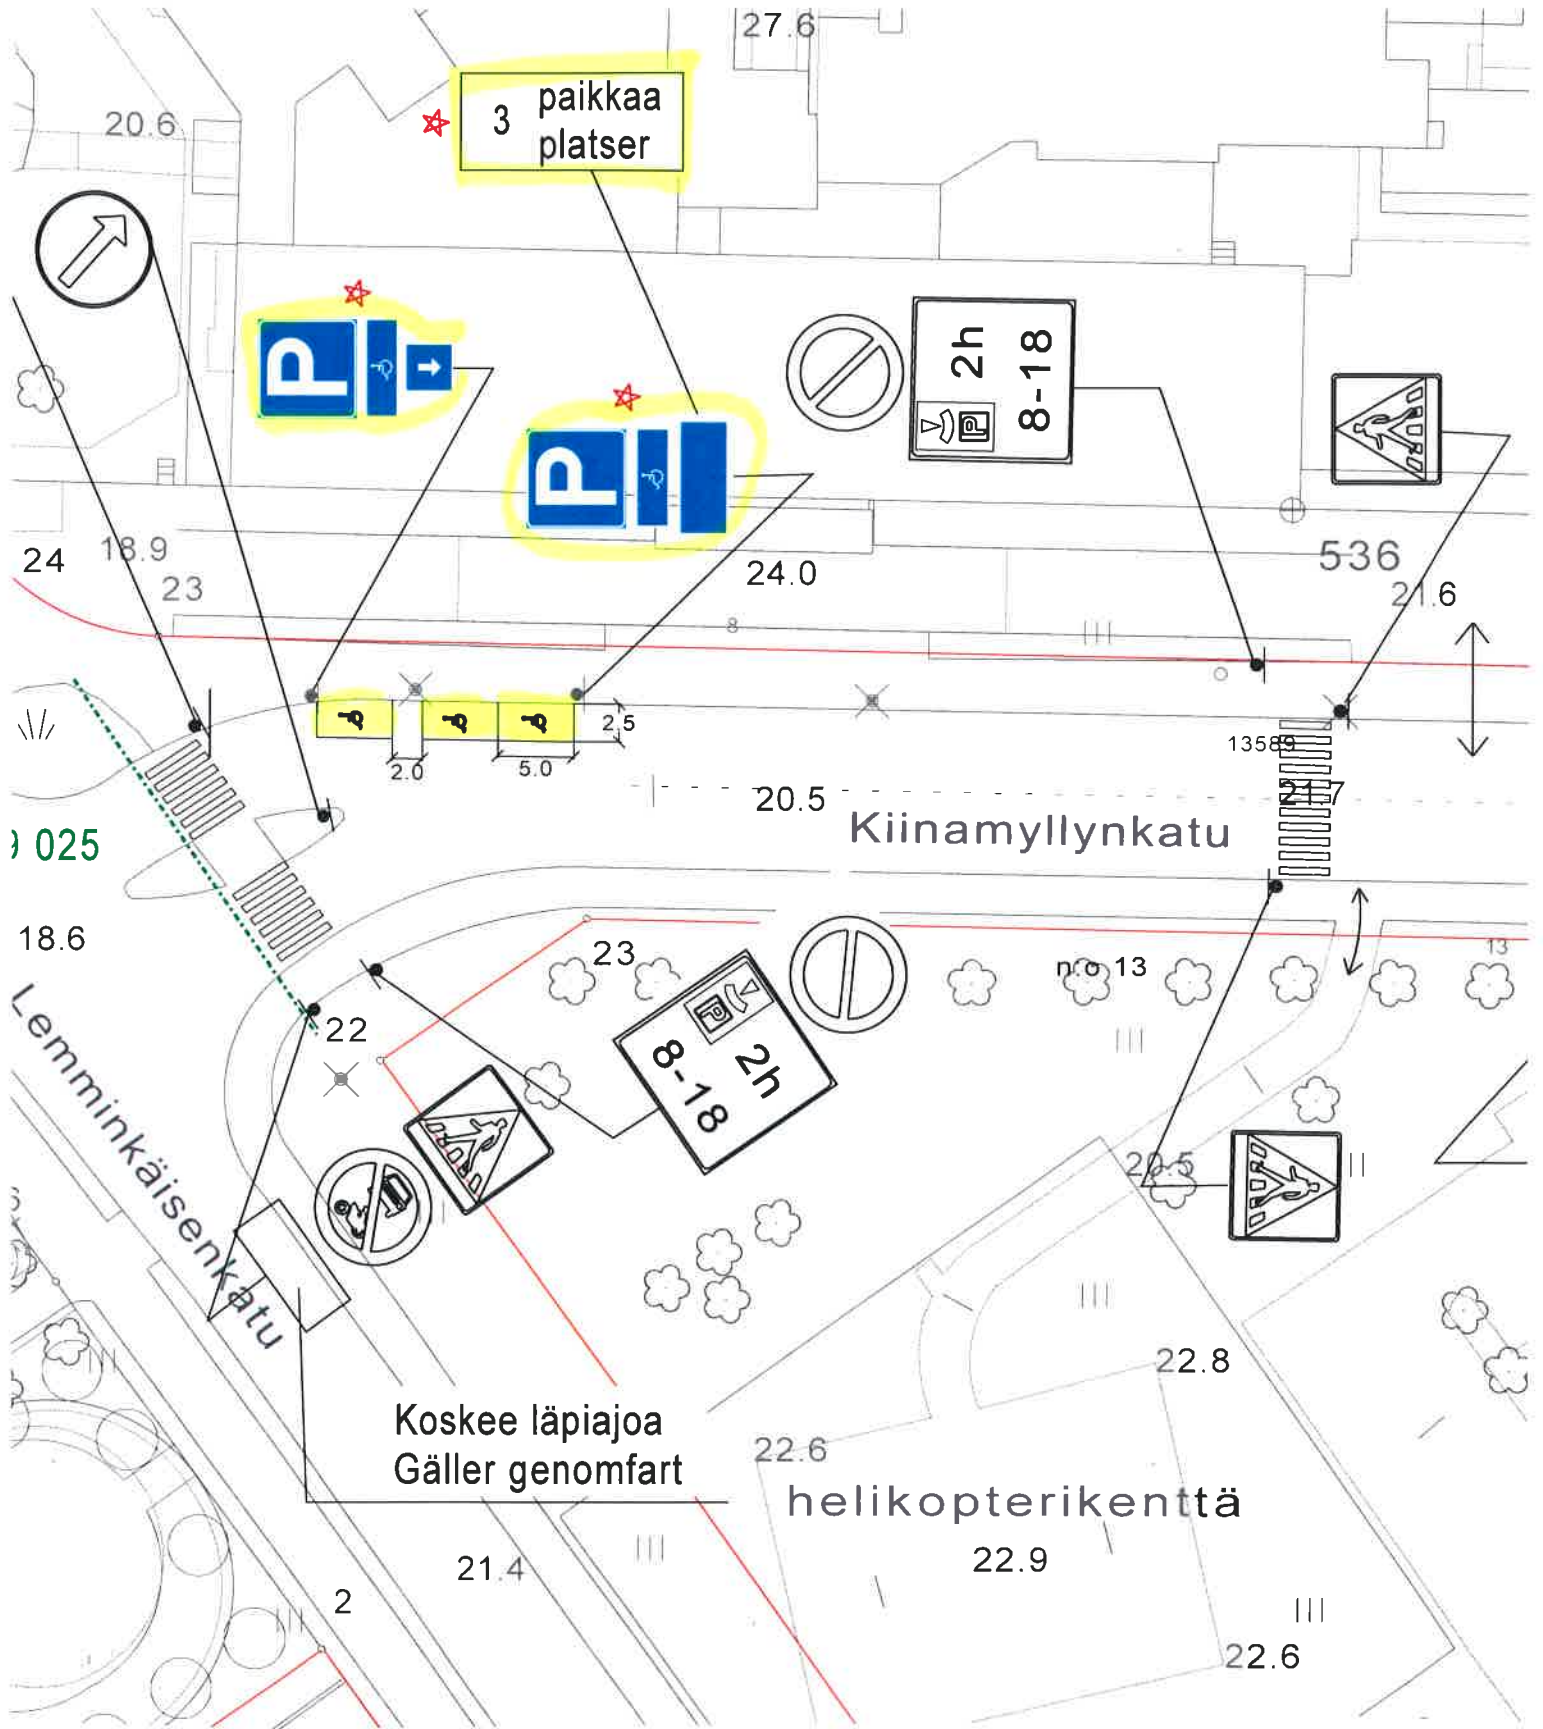 27.6
3 paikkaa
platser
20.6
P
P
2h
8-18
P
24
18.9
23
24.0
536
21.6
8
2.5
2.0
5.0
13589
20.5
21.7
Kiinamyllynkatu
025
18.6
23
n:o 13
13
22
P
2h
8-18
Lemminkäisenkatu
20.5
22.8
Koskee läpiajoa
Gäller genomfart
22.6
helikopterikenttä
22.9
21.4
2
22.6